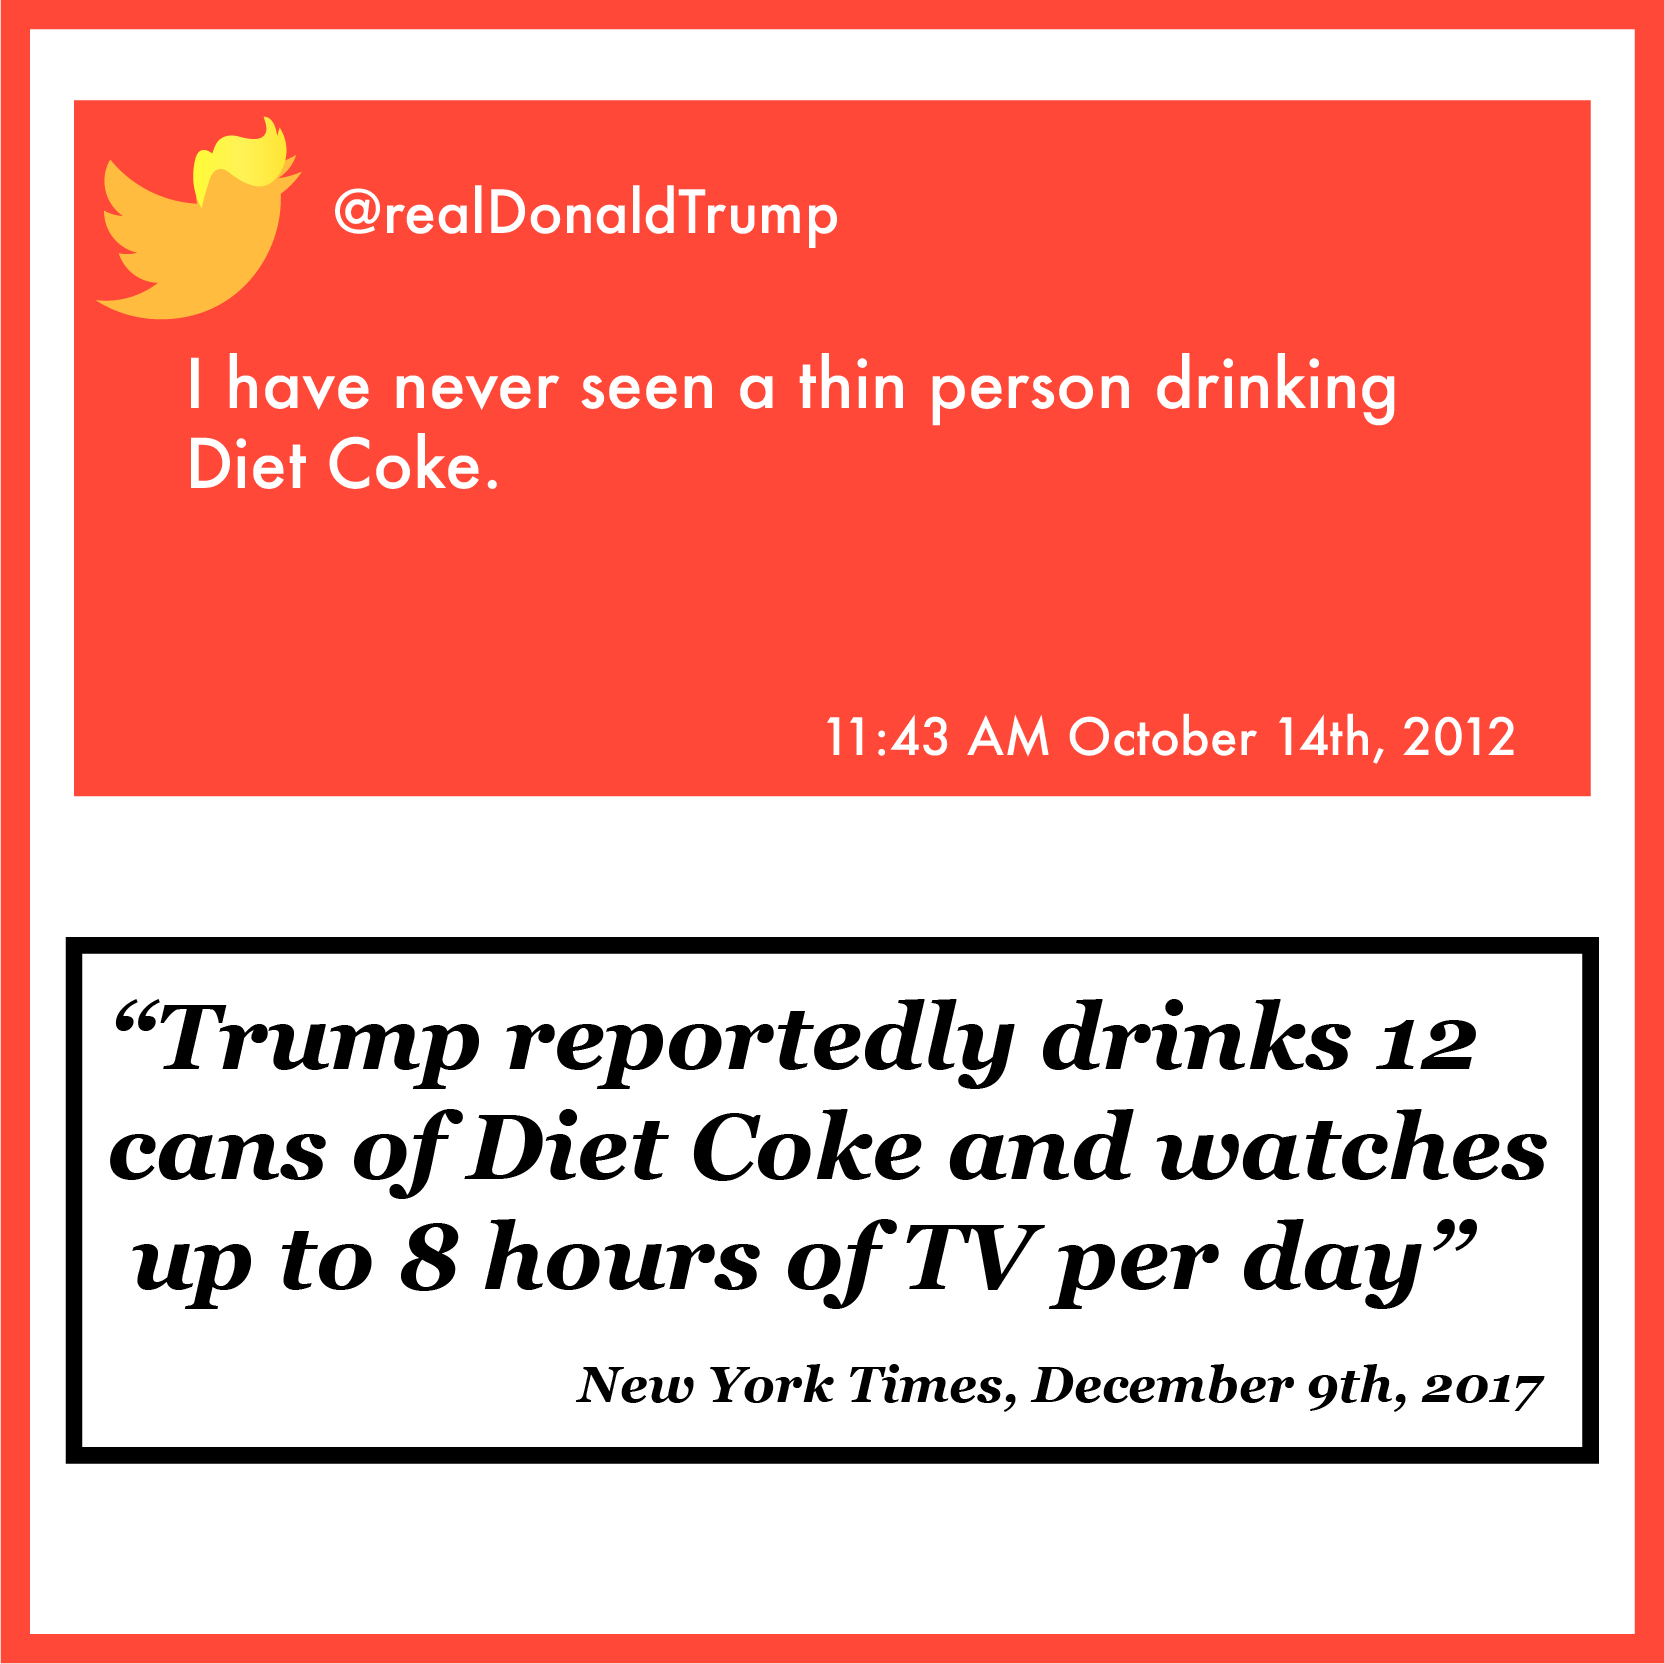 @realDonaldTrump
I have never seen a thin person drinking
Diet Coke.
11:43 AM October 14th, 2012
“Trump reportedly drinks 12
cans of Diet Coke and watches
up to 8 hours of TV per day”
New York Times, December 9th, 2017